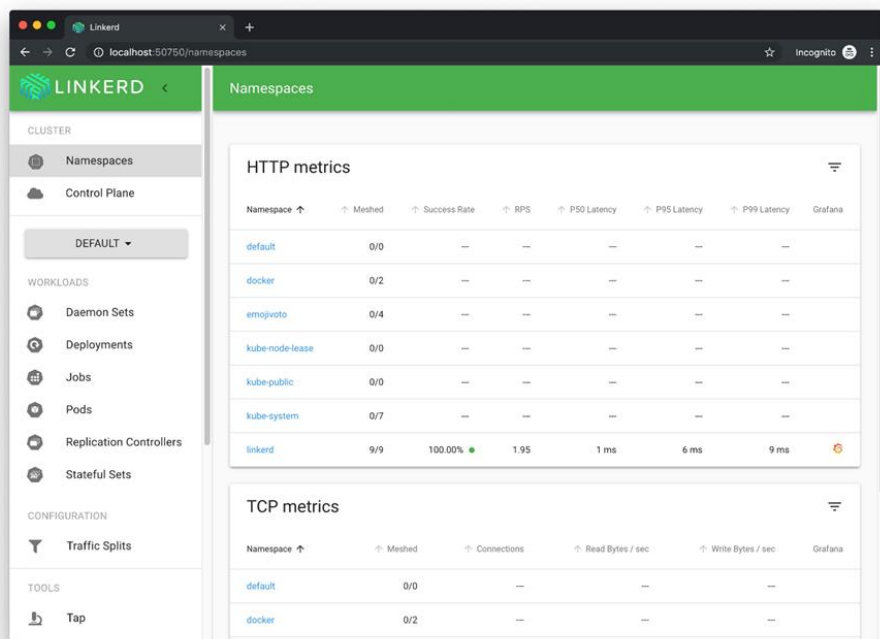 Linkerd
localhost:50750/namespaces
Incognito
LINKERD
Namespaces
CLUSTER
Namespaces
Control Plane
DEFAULT
WORKLOADS
Daemon Sets
Deployments
Jobs
Pods
Replication Controllers
Stateful Sets
CONFIGURATION
Traffic Splits
TOOLS
Tap
HTTP metrics
Namespace Meshed Success Rate RPS P50 Latency P95 Latency P99 Latency Grafana
default 0/0 --- --- --- --- ---
docker 0/2 --- --- --- --- ---
emojivoto 0/4 --- --- --- --- ---
kube-node-lease 0/0 --- --- --- --- ---
kube-public 0/0 --- --- --- --- ---
kube-system 0/7 --- --- --- --- ---
linkerd 9/9 100.00% 1.95 1 ms 6 ms 9 ms
TCP metrics
Namespace Meshed Connections Read Bytes / sec Write Bytes / sec Grafana
default 0/0 --- --- ---
docker 0/2 --- --- ---